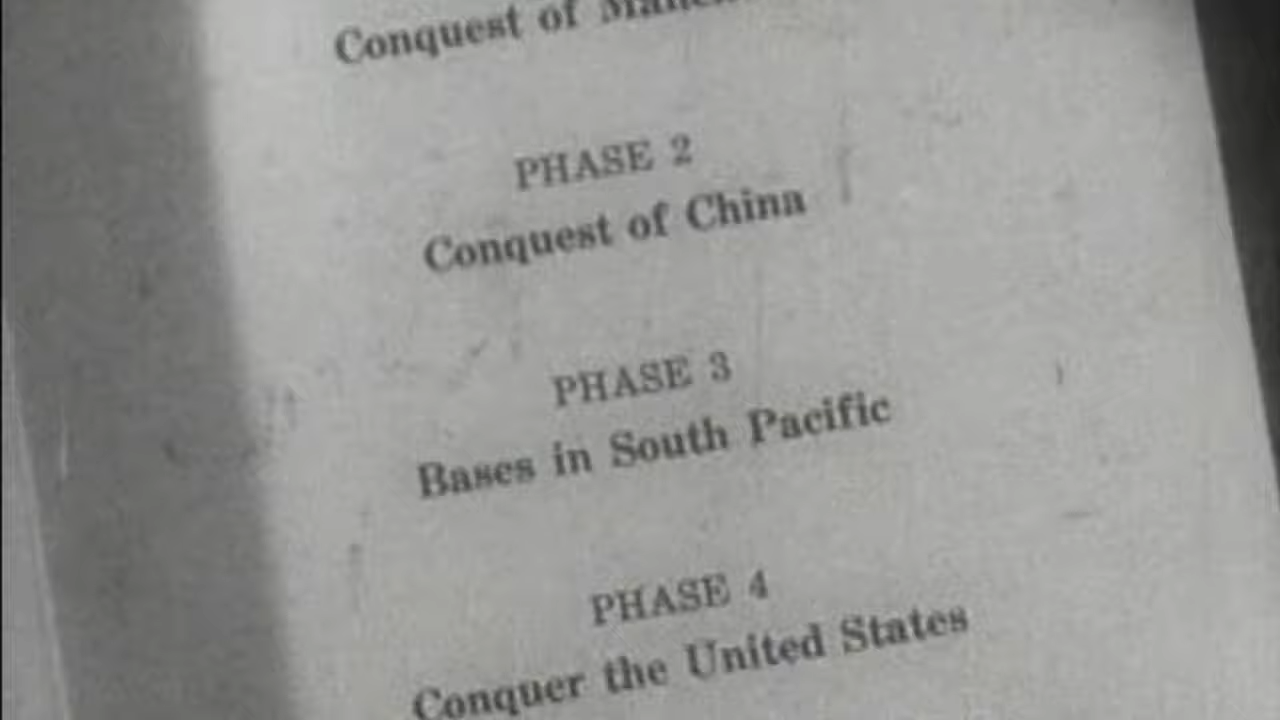 Conquest of
PHASE 2
Conquest of China
PHASE 3
Bases in South Pacific
PHASE 4
Conquer the United States